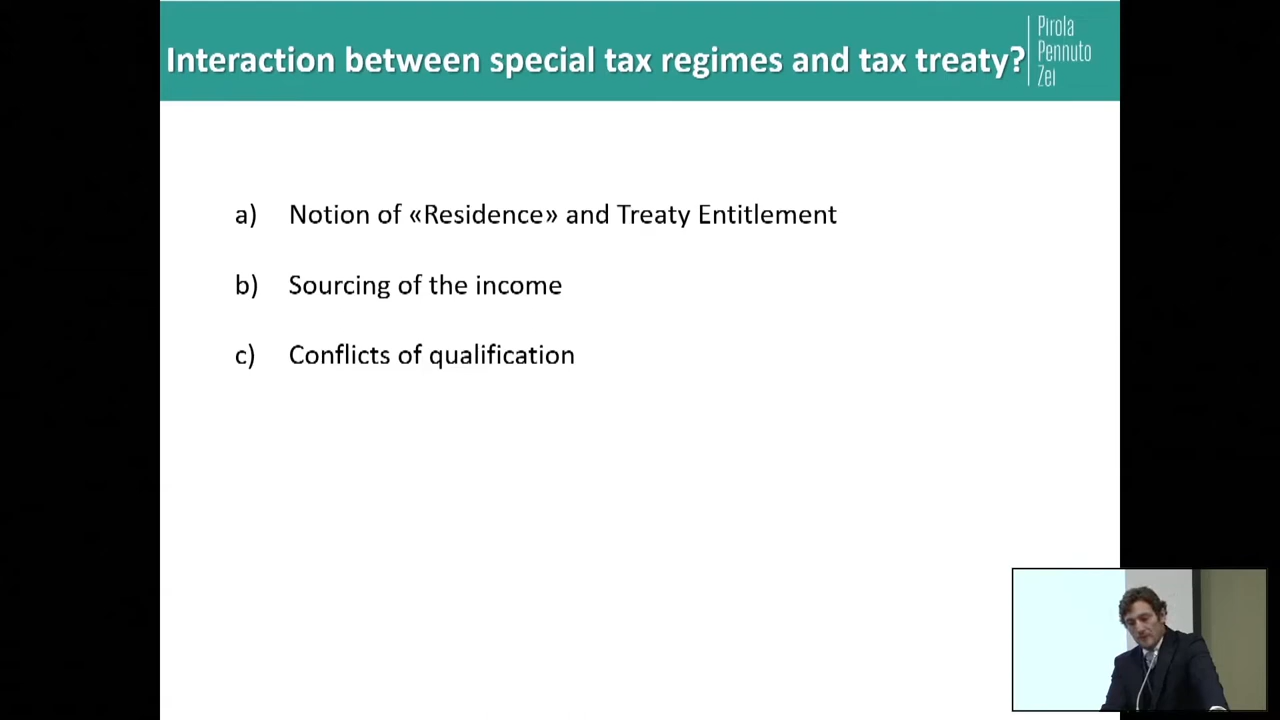 Interaction between special tax regimes and tax treaty?
Pirola
Pennuto
Zei
a) Notion of «Residence» and Treaty Entitlement
b) Sourcing of the income
c) Conflicts of qualification